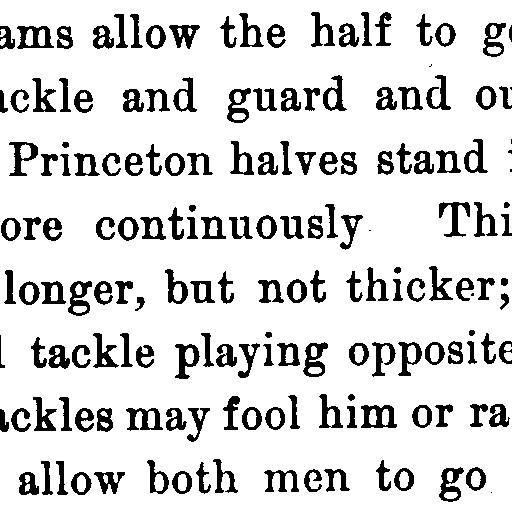 ams allow the half to g
ackle and guard and ou
Princeton halves stand i
ore continuously Thi
longer, but not thicker;
l tackle playing opposite
ackles may fool him or ra
allow both men to go